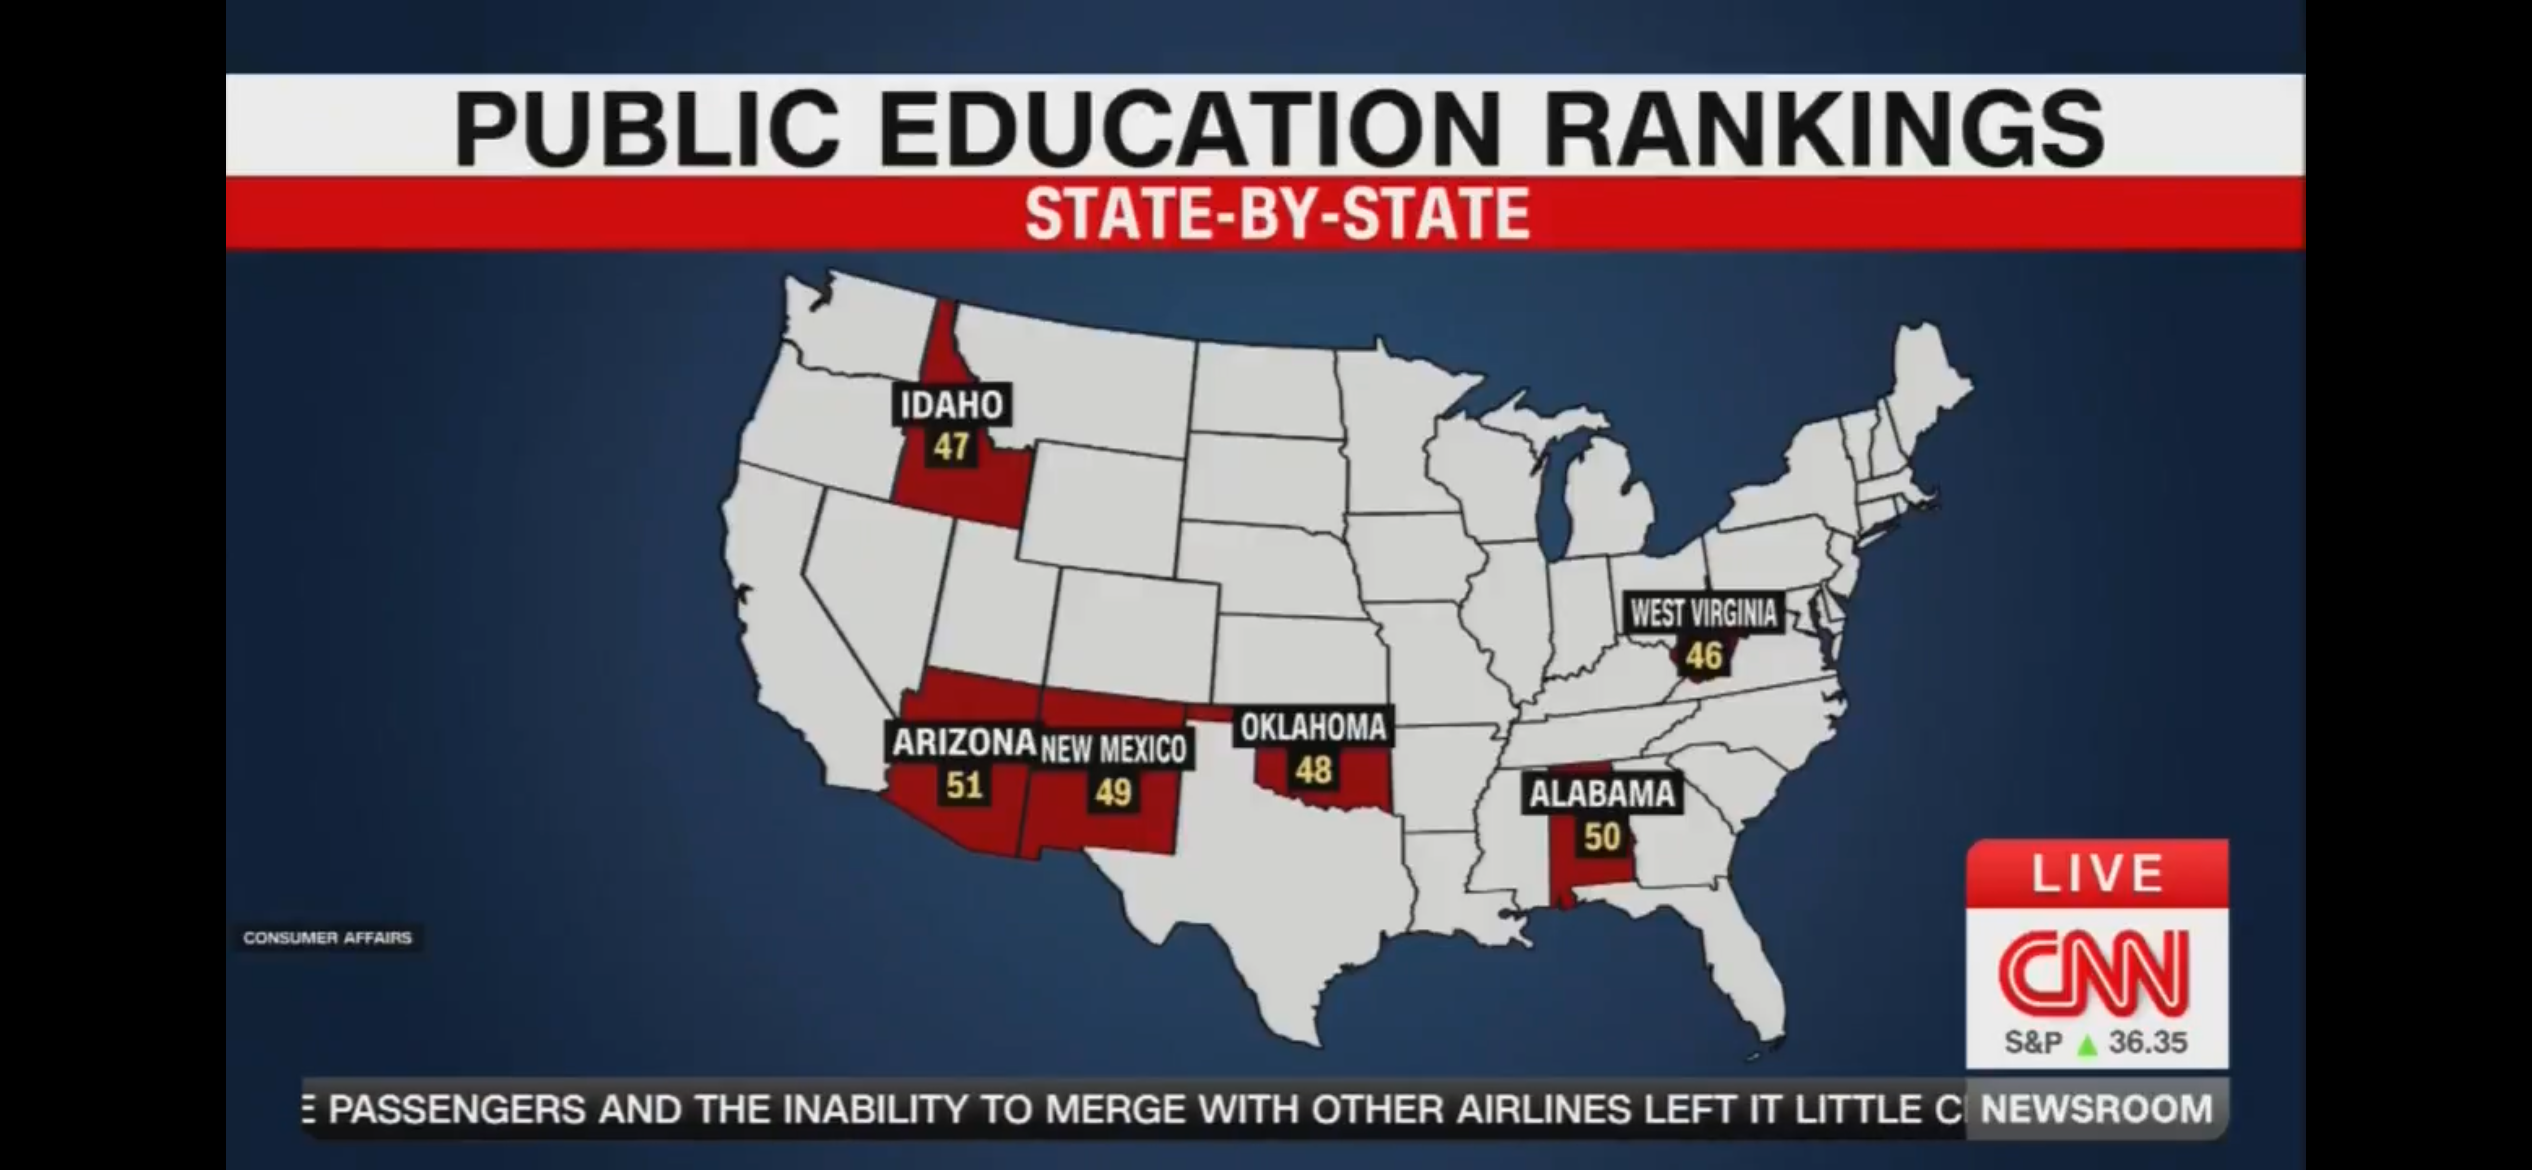 PUBLIC EDUCATION RANKINGS
STATE-BY-STATE
IDAHO
47
WEST VIRGINIA
46
ARIZONA
51
NEW MEXICO
49
OKLAHOMA
48
ALABAMA
50
CONSUMER AFFAIRS
LIVE
CNN
S&P ▲ 36.35
E PASSENGERS AND THE INABILITY TO MERGE WITH OTHER AIRLINES LEFT IT LITTLE C
NEWSROOM